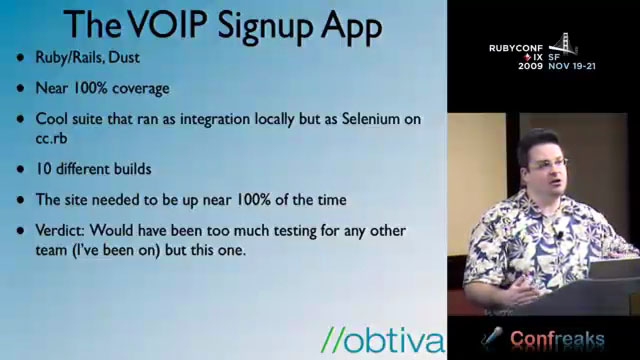 The VOIP Signup App
Ruby/Rails, Dust
Near 100% coverage
Cool suite that ran as integration locally but as Selenium on
cc.rb
10 different builds
The site needed to be up near 100% of the time
Verdict: Would have been too much testing for any other
team (I've been on) but this one.
//obtiva
RUBYCONF
IX SF
2009 NOV 19-21
Confreaks